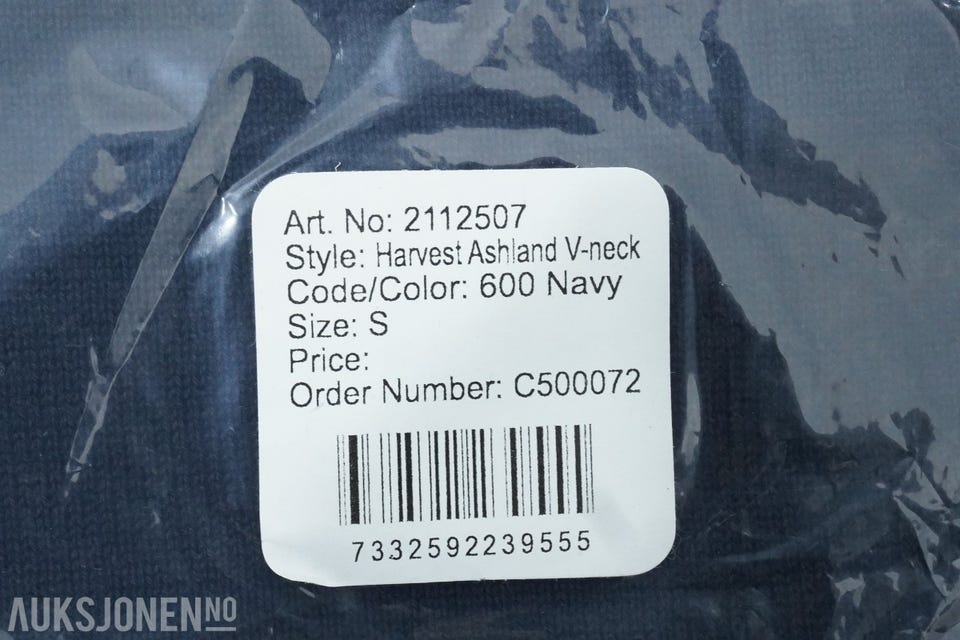 Art. No: 2112507
Style: Harvest Ashland V-neck
Code/Color: 600 Navy
Size: S
Price:
Order Number: C500072
7332592239555
AUKSJONEN NO